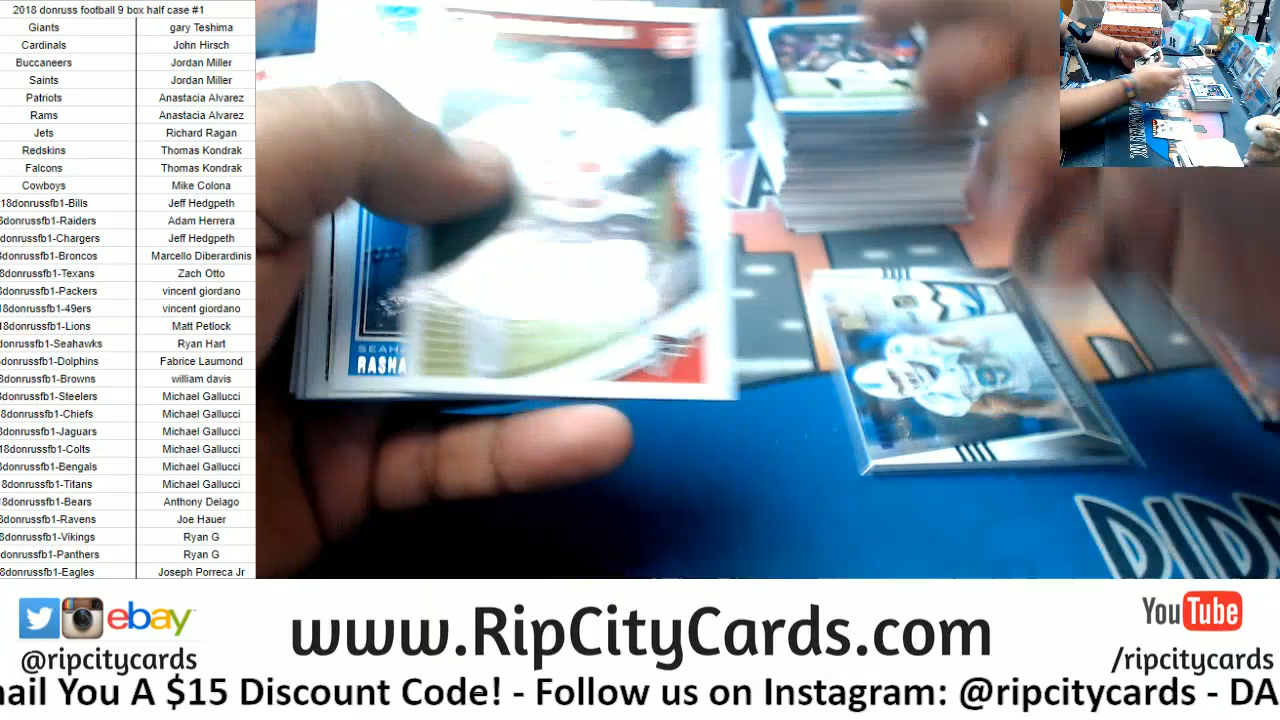 2018 donruss football 9 box half case #1
Giants gary Teshima
Cardinals John Hirsch
Buccaneers Jordan Miller
Saints Jordan Miller
Patriots Anastacia Alvarez
Rams Anastacia Alvarez
Jets Richard Ragan
Redskins Thomas Kondrak
Falcons Thomas Kondrak
Cowboys Mike Colona
18donrussfb1-Bills Jeff Hedgpeth
8donrussfb1-Raiders Adam Herrera
donrussfb1-Chargers Jeff Hedgpeth
8donrussfb1-Broncos Marcello Diberardinis
8donrussfb1-Texans Zach Otto
8donrussfb1-Packers vincent giordano
18donrussfb1-49ers vincent giordano
18donrussfb1-Lions Matt Petlock
donrussfb1-Seahawks Ryan Hart
8donrussfb1-Dolphins Fabrice Laumond
8donrussfb1-Browns william davis
8donrussfb1-Steelers Michael Gallucci
8donrussfb1-Chiefs Michael Gallucci
8donrussfb1-Jaguars Michael Gallucci
18donrussfb1-Colts Michael Gallucci
8donrussfb1-Bengals Michael Gallucci
18donrussfb1-Titans Michael Gallucci
18donrussfb1-Bears Anthony Delago
8donrussfb1-Ravens Joe Hauer
8donrussfb1-Vikings Ryan G
donrussfb1-Panthers Ryan G
8donrussfb1-Eagles Joseph Porreca Jr
SEAHA
RASHA
ebay
@ripcitycards
www.RipCityCards.com
YouTube
/ripcitycards
mail You A $15 Discount Code! - Follow us on Instagram: @ripcitycards - DA